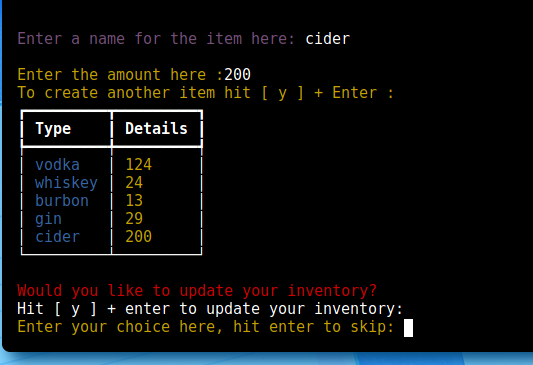 Enter a name for the item here: cider
Enter the amount here :200
To create another item hit [ y ] + Enter :
Type Details
vodka 124
whiskey 24
burbon 13
gin 29
cider 200
Would you like to update your inventory?
Hit [ y ] + enter to update your inventory:
Enter your choice here, hit enter to skip: